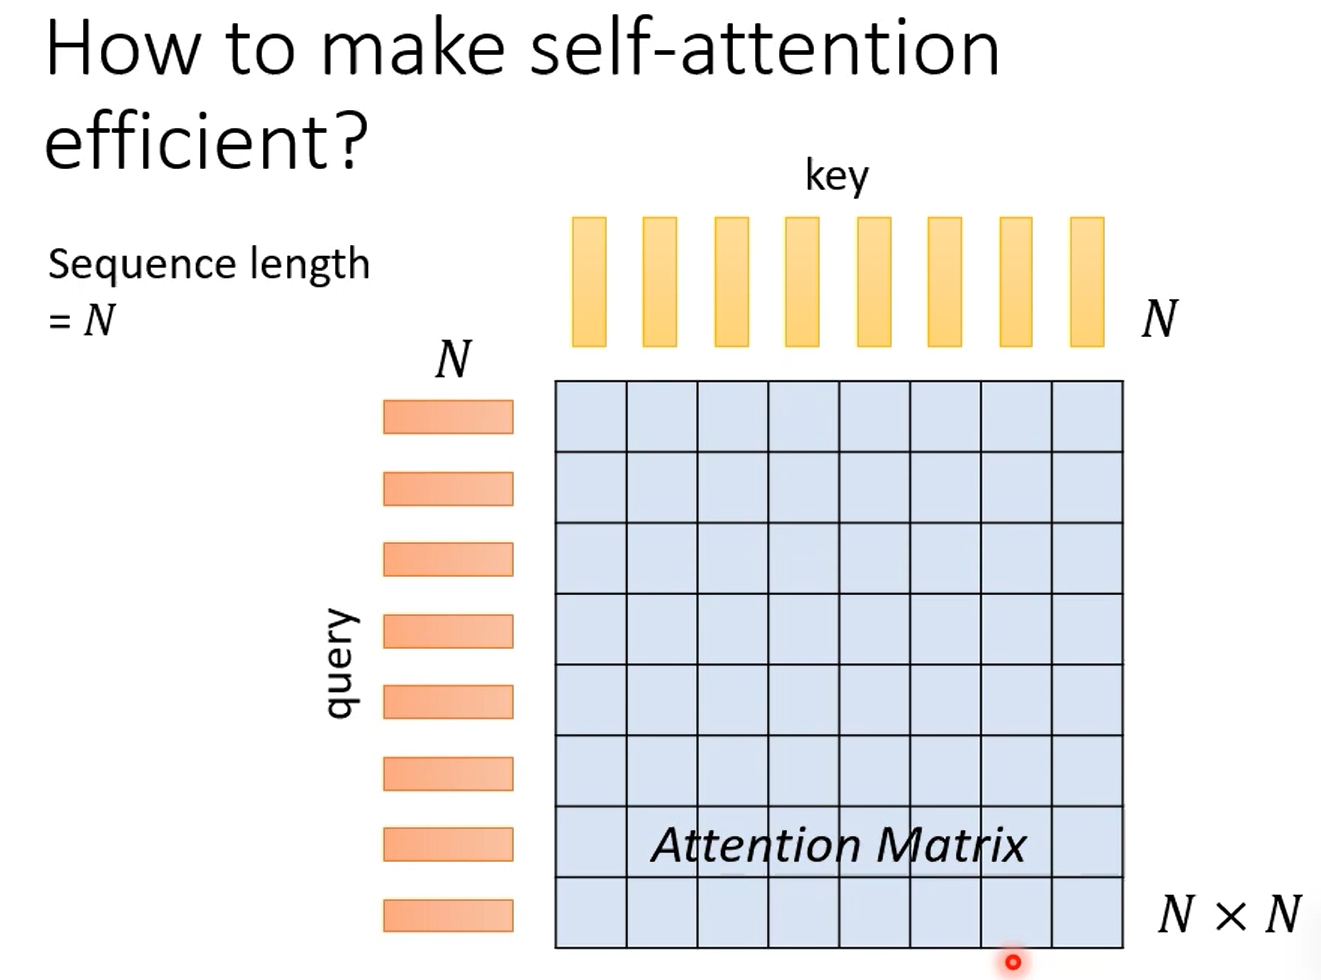 How to make self-attention
efficient?
key
Sequence length
= N
N
N
query
Attention Matrix
N × N